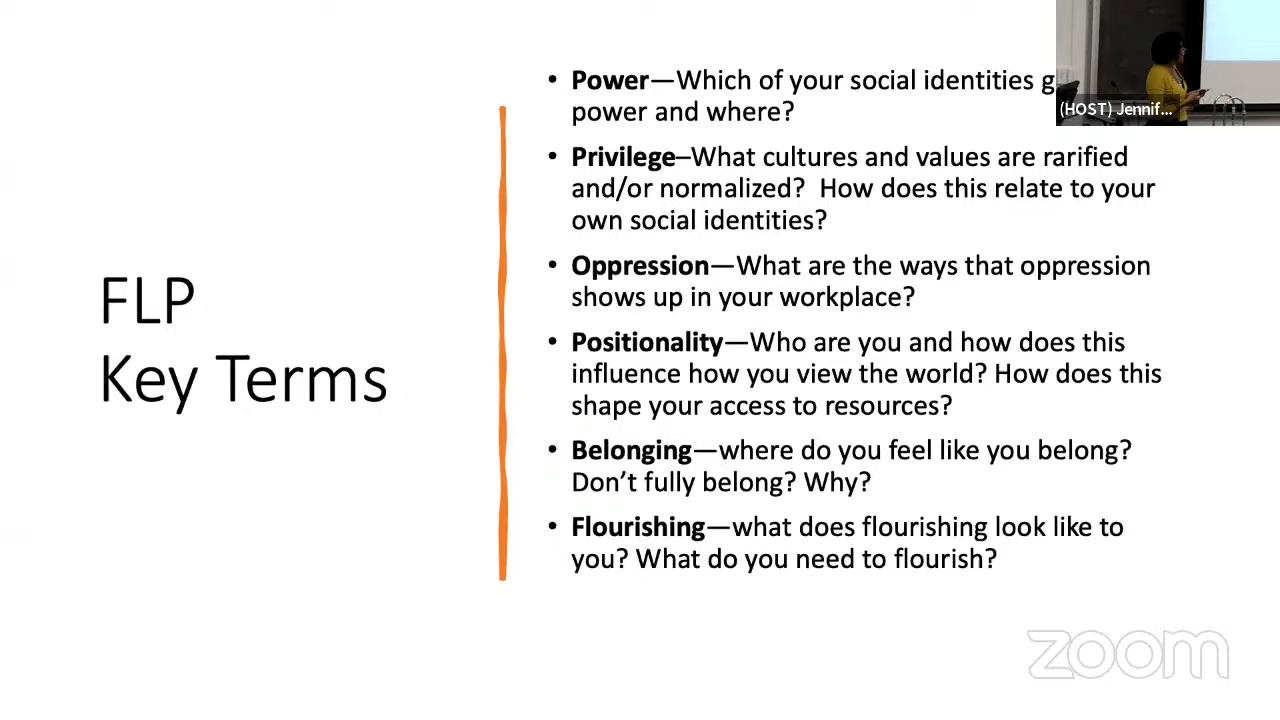 FLP
Key Terms
• Power—Which of your social identities g
power and where?
• Privilege–What cultures and values are rarified
and/or normalized?  How does this relate to your
own social identities?
• Oppression—What are the ways that oppression
shows up in your workplace?
• Positionality—Who are you and how does this
influence how you view the world? How does this
shape your access to resources?
• Belonging—where do you feel like you belong?
Don't fully belong? Why?
• Flourishing—what does flourishing look like to
you? What do you need to flourish?
(HOST) Jennif...
zoom